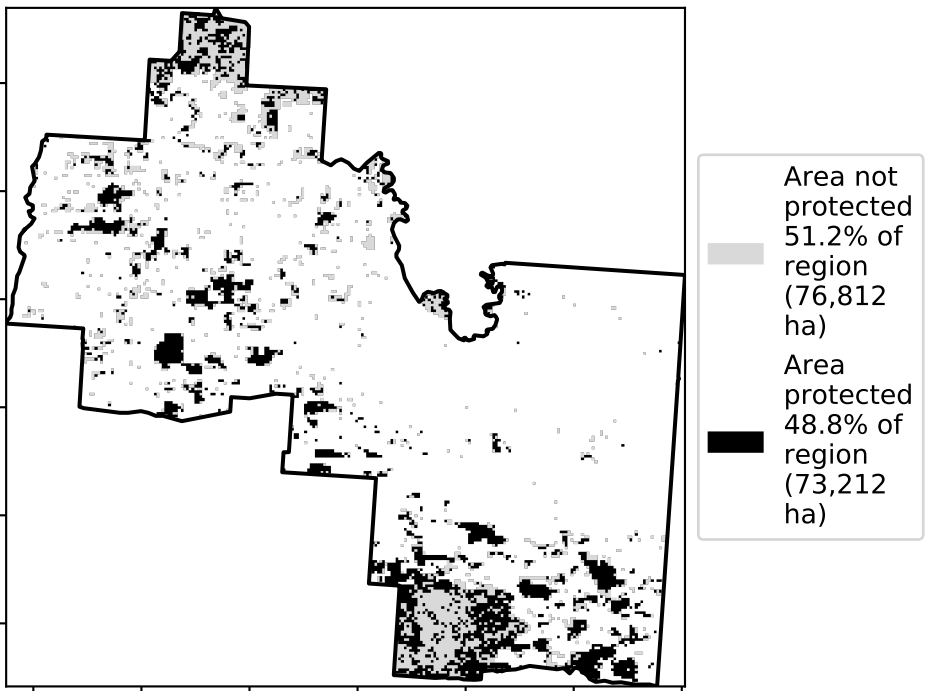 Area not
protected
51.2% of
region
(76,812
ha)
Area
protected
48.8% of
region
(73,212
ha)